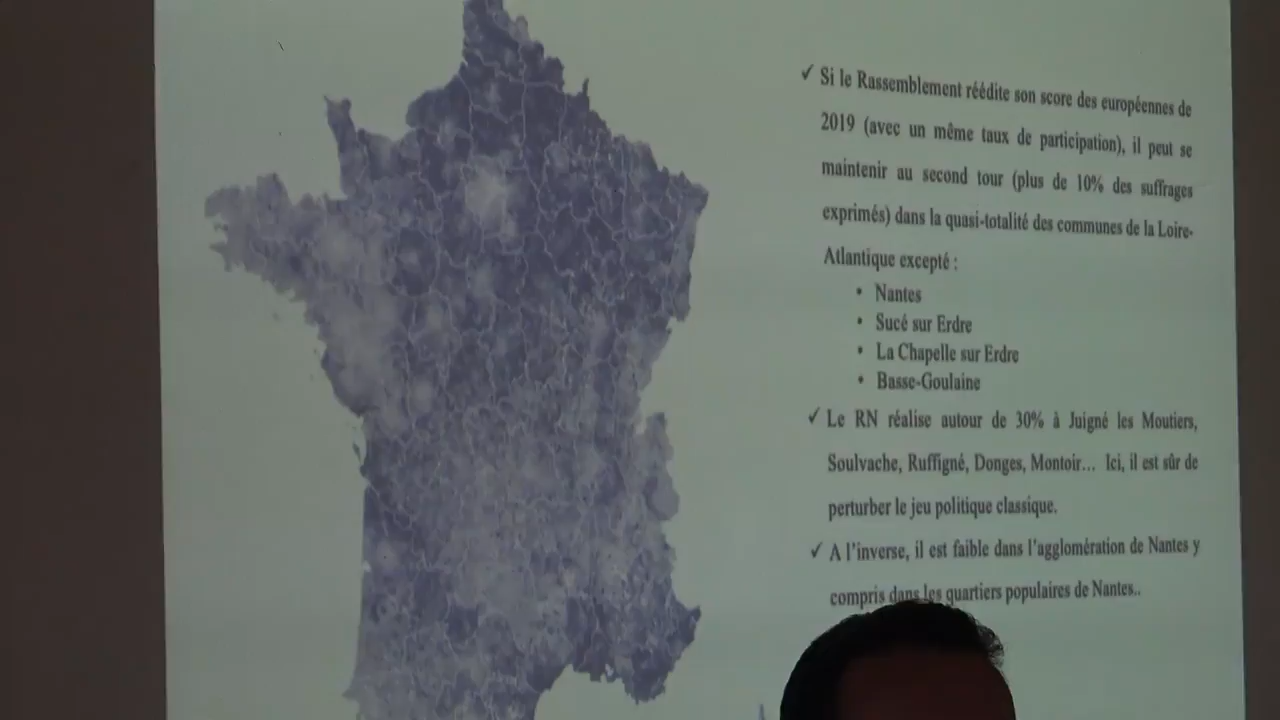 ✓ Si le Rassemblement réédite son score des européennes de
2019 (avec un même taux de participation), il peut se
maintenir au second tour (plus de 10% des suffrages
exprimés) dans la quasi-totalité des communes de la Loire-
Atlantique excepté :
• Nantes
• Sucé sur Erdre
• La Chapelle sur Erdre
• Basse-Goulaine
✓ Le RN réalise autour de 30% à Juigné les Moutiers,
Soulvache, Ruffigné, Donges, Montoir... Ici, il est sûr de
perturber le jeu politique classique.
✓ A l'inverse, il est faible dans l'agglomération de Nantes y
compris dans les quartiers populaires de Nantes..